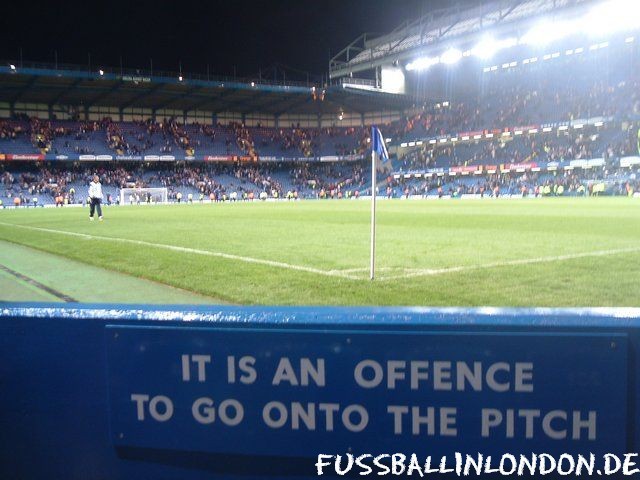 IT IS AN OFFENCE
TO GO ONTO THE PITCH
FUSSBALLINLONDON.DE